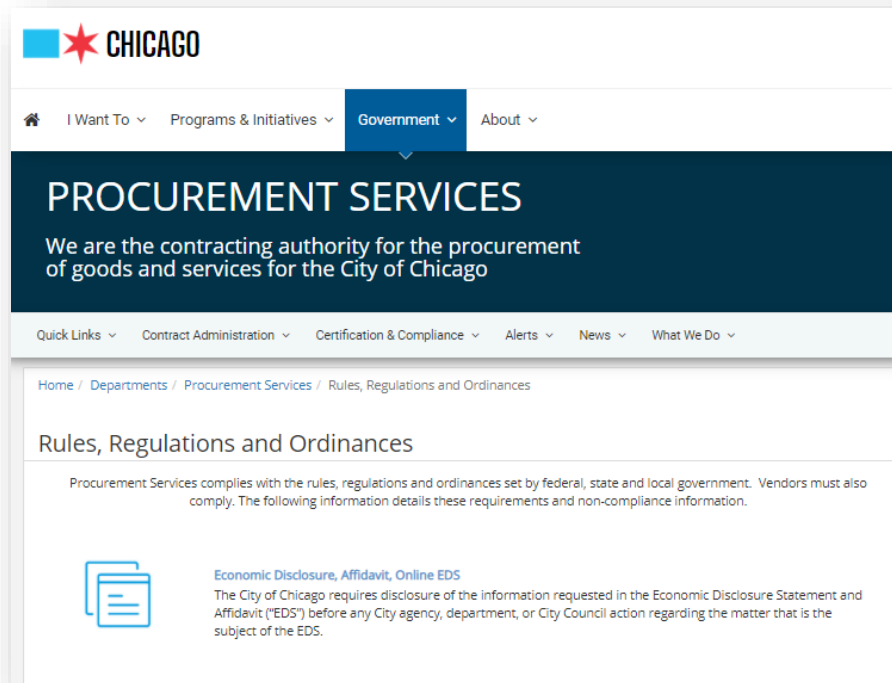 CHICAGO
I Want To Programs & Initiatives Government About
PROCUREMENT SERVICES
We are the contracting authority for the procurement
of goods and services for the City of Chicago
Quick Links Contract Administration Certification & Compliance Alerts News What We Do
Home / Departments / Procurement Services / Rules, Regulations and Ordinances
Rules, Regulations and Ordinances
Procurement Services complies with the rules, regulations and ordinances set by federal, state and local government. Vendors must also
comply. The following information details these requirements and non-compliance information.
Economic Disclosure, Affidavit, Online EDS
The City of Chicago requires disclosure of the information requested in the Economic Disclosure Statement and
Affidavit (“EDS”) before any City agency, department, or City Council action regarding the matter that is the
subject of the EDS.